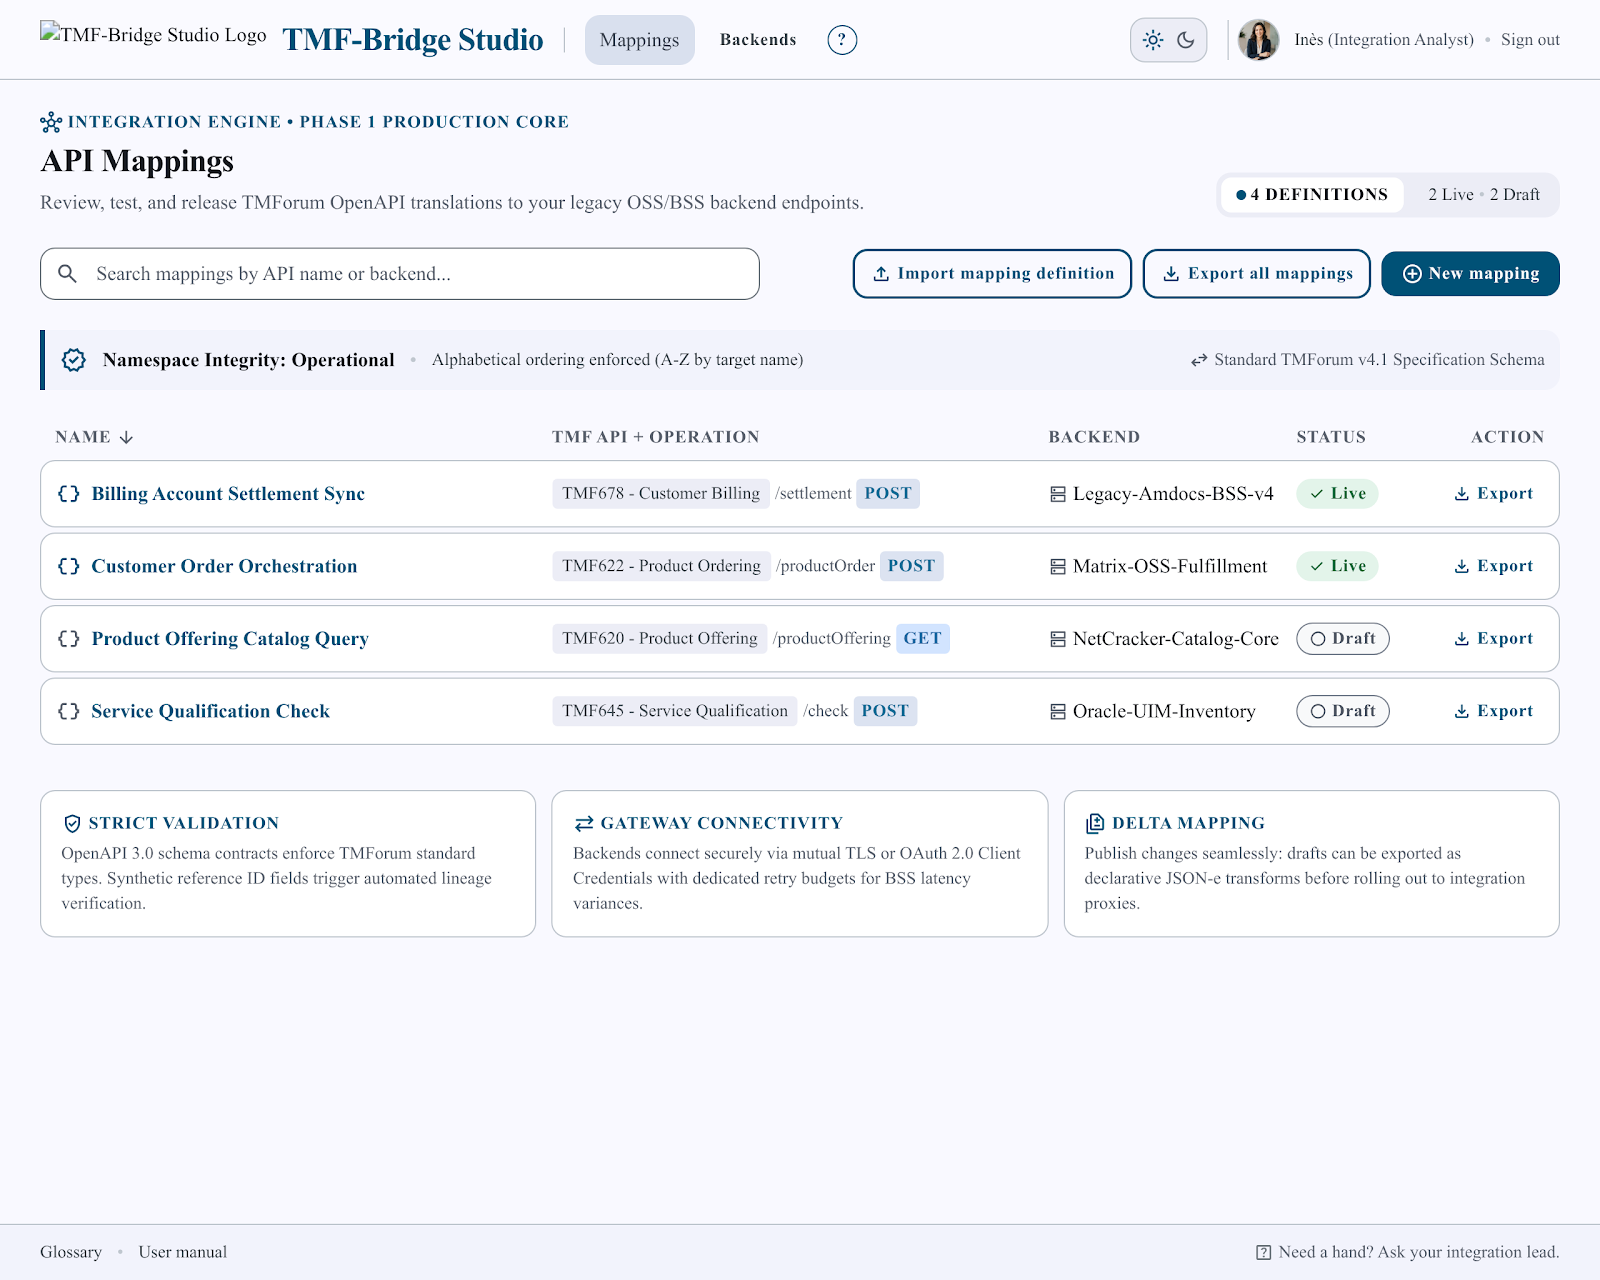 TMF-Bridge Studio Logo TMF-Bridge Studio Mappings Backends ? Inès (Integration Analyst) • Sign out
INTEGRATION ENGINE • PHASE 1 PRODUCTION CORE
API Mappings
Review, test, and release TMForum OpenAPI translations to your legacy OSS/BSS backend endpoints.
4 DEFINITIONS 2 Live • 2 Draft
Search mappings by API name or backend...
Import mapping definition Export all mappings New mapping
Namespace Integrity: Operational • Alphabetical ordering enforced (A-Z by target name) Standard TMForum v4.1 Specification Schema
NAME TMF API + OPERATION BACKEND STATUS ACTION
Billing Account Settlement Sync TMF678 - Customer Billing /settlement POST Legacy-Amdocs-BSS-v4 Live Export
Customer Order Orchestration TMF622 - Product Ordering /productOrder POST Matrix-OSS-Fulfillment Live Export
Product Offering Catalog Query TMF620 - Product Offering /productOffering GET NetCracker-Catalog-Core Draft Export
Service Qualification Check TMF645 - Service Qualification /check POST Oracle-UIM-Inventory Draft Export
STRICT VALIDATION
OpenAPI 3.0 schema contracts enforce TMForum standard
types. Synthetic reference ID fields trigger automated lineage
verification.
GATEWAY CONNECTIVITY
Backends connect securely via mutual TLS or OAuth 2.0 Client
Credentials with dedicated retry budgets for BSS latency
variances.
DELTA MAPPING
Publish changes seamlessly: drafts can be exported as
declarative JSON-e transforms before rolling out to integration
proxies.
Glossary • User manual Need a hand? Ask your integration lead.